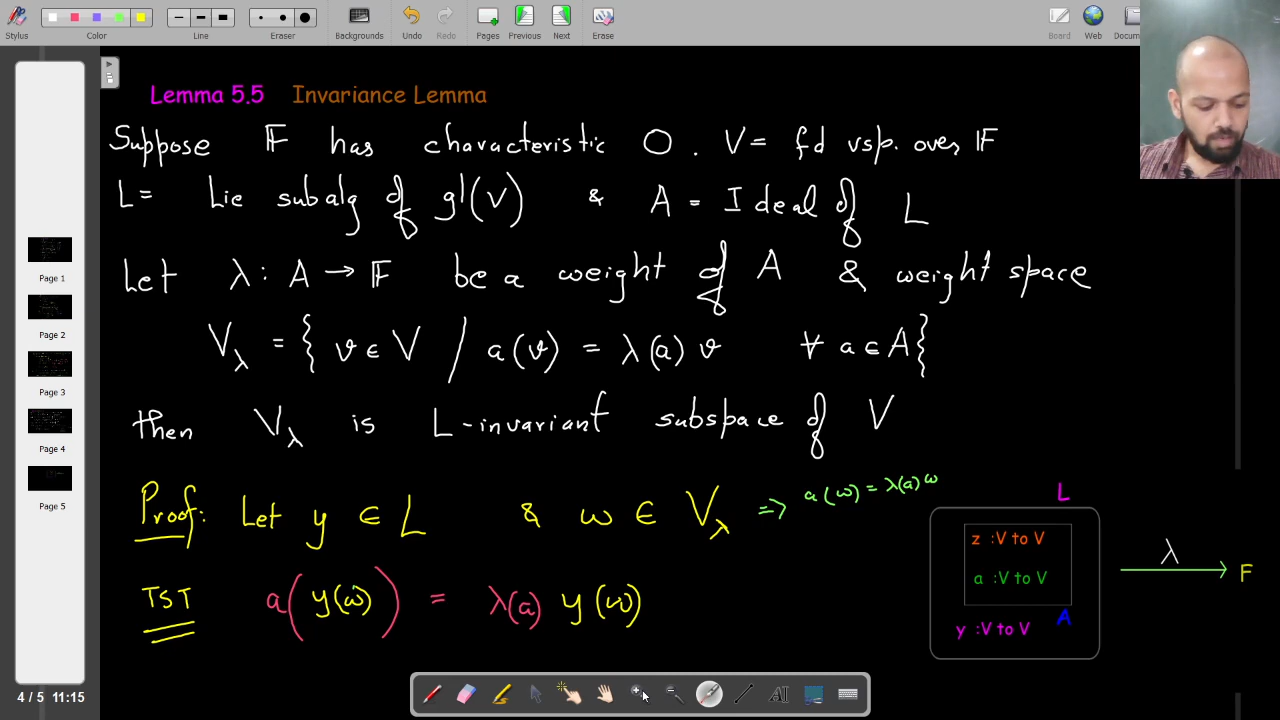 Stylus
Color
Line
Eraser
Backgrounds
Undo
Redo
Pages
Previous
Next
Erase
Board
Web
Docum
Lemma 5.5 Invariance Lemma
Suppose 𝔽 has characteristic 0. V = fd vsp. over 𝔽
L = Lie subalg of gl(V) & A = Ideal of L
Let λ: A → 𝔽 be a weight of A & weight space
V_λ = { v ∈ V / a(v) = λ(a) v ∀ a ∈ A }
then V_λ is L-invariant subspace of V
Proof: Let y ∈ L & ω ∈ V_λ => a(ω) = λ(a) ω
TST a(y(ω)) = λ(a) y(ω)
L
z :V to V
a :V to V
A
y :V to V
λ
F
Page 1
Page 2
Page 3
Page 4
Page 5
4 / 5 11:15
AI